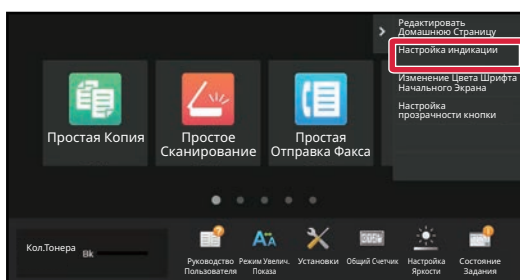 Редактировать
Домашнюю Страницу
Настройка индикации
Изменение Цвета Шрифта
Начального Экрана
Настройка
прозрачности кнопки
Простая Копия
Простое
Сканирование
Простая
Отправка Факса
Кол.Тонера
Bk
Руководство
Пользователя
Режим Увелич.
Показа
Установки
Общий Счетчик
Настройка
Яркости
Состояние
Задания